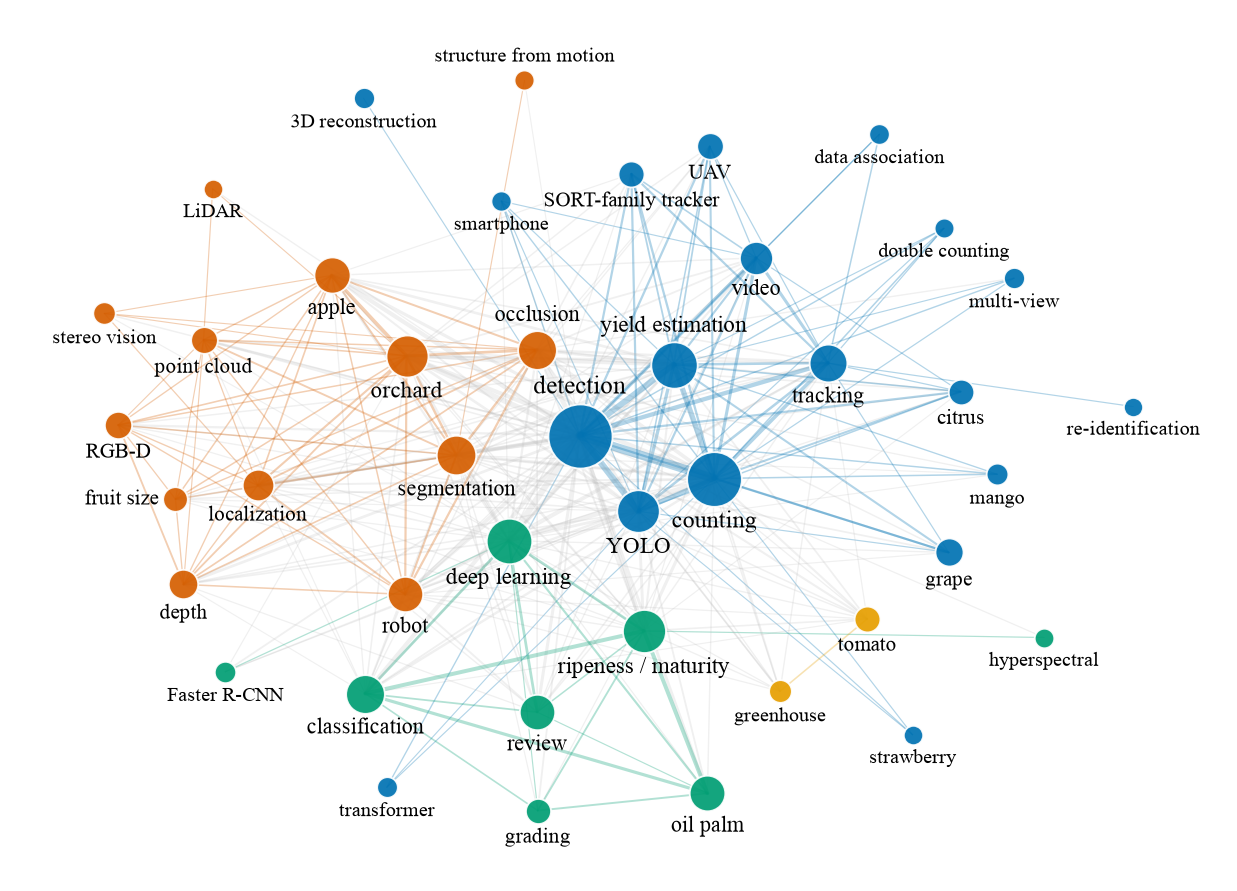 structure from motion
3D reconstruction
data association
UAV
SORT-family tracker
LiDAR
smartphone
double counting
video
multi-view
apple
occlusion
yield estimation
stereo vision
point cloud
orchard
detection
tracking
citrus
re-identification
RGB-D
segmentation
fruit size
localization
counting
mango
YOLO
deep learning
grape
depth
robot
tomato
ripeness / maturity
hyperspectral
Faster R-CNN
greenhouse
classification
review
strawberry
transformer
oil palm
grading